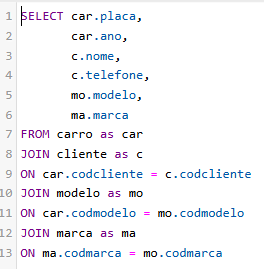 1 SELECT car.placa,
2 car.ano,
3 c.nome,
4 c.telefone,
5 mo.modelo,
6 ma.marca
7 FROM carro as car
8 JOIN cliente as c
9 ON car.codcliente = c.codcliente
10 JOIN modelo as mo
11 ON car.codmodelo = mo.codmodelo
12 JOIN marca as ma
13 ON ma.codmarca = mo.codmarca